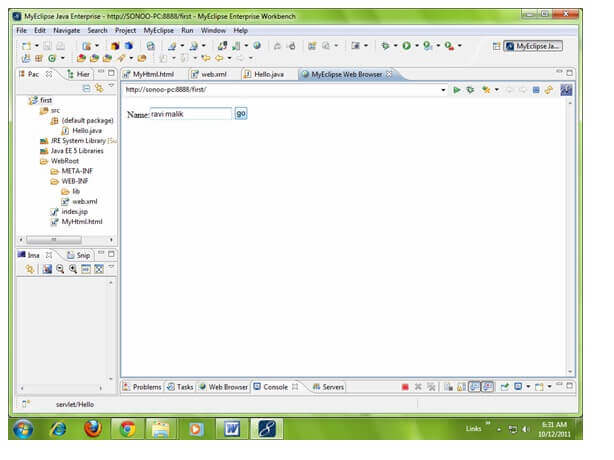 MyEclipse Java Enterprise - http://SONOO-PC:8888/first - MyEclipse Enterprise Workbench
File Edit Navigate Search Project MyEclipse Run Window Help
MyEclipse Ja...
Pac Hier
MyHtml.html web.xml Hello.java MyEclipse Web Browser
http://sonoo-pc:8888/first/
first
src
(default package)
Hello.java
JRE System Library
Java EE 5 Libraries
WebRoot
META-INF
WEB-INF
lib
web.xml
index.jsp
MyHtml.html
Name: ravi malik go
Ima Snip
Problems Tasks Web Browser Console Servers
servlet/Hello
Links
6:31 AM
10/12/2011